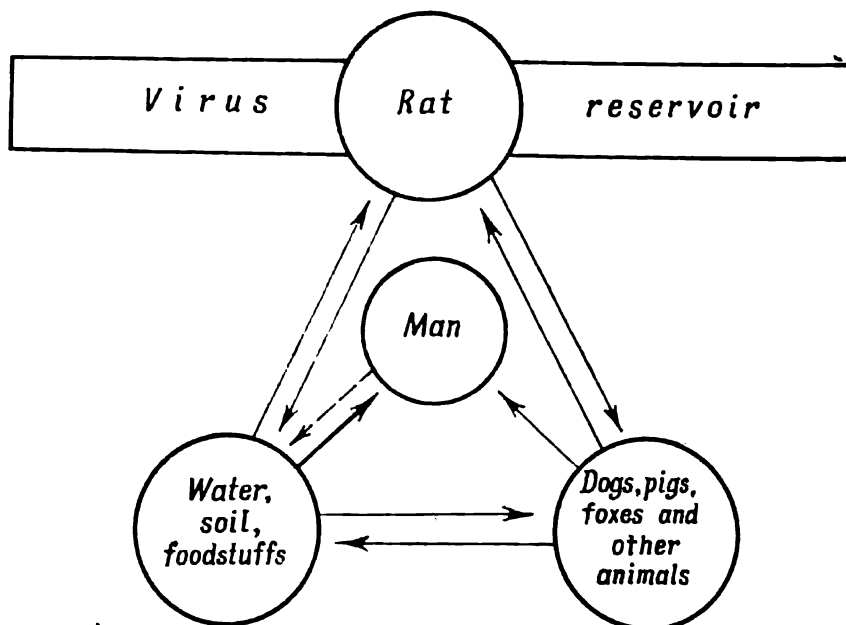 Virus Rat reservoir
Man
Water,
soil,
foodstuffs
Dogs, pigs,
foxes and
other
animals